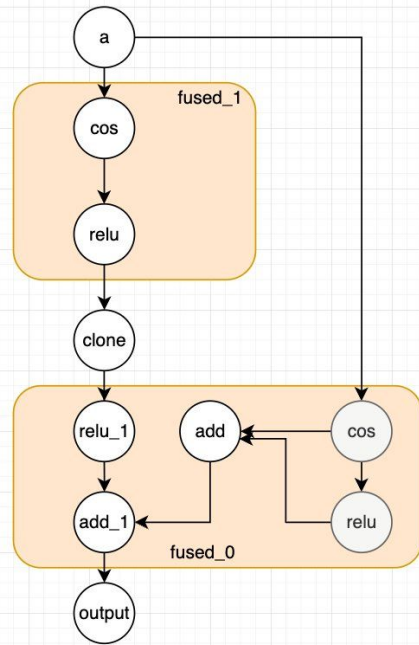 a
fused_1
cos
relu
clone
relu_1
add
cos
add_1
relu
fused_0
output